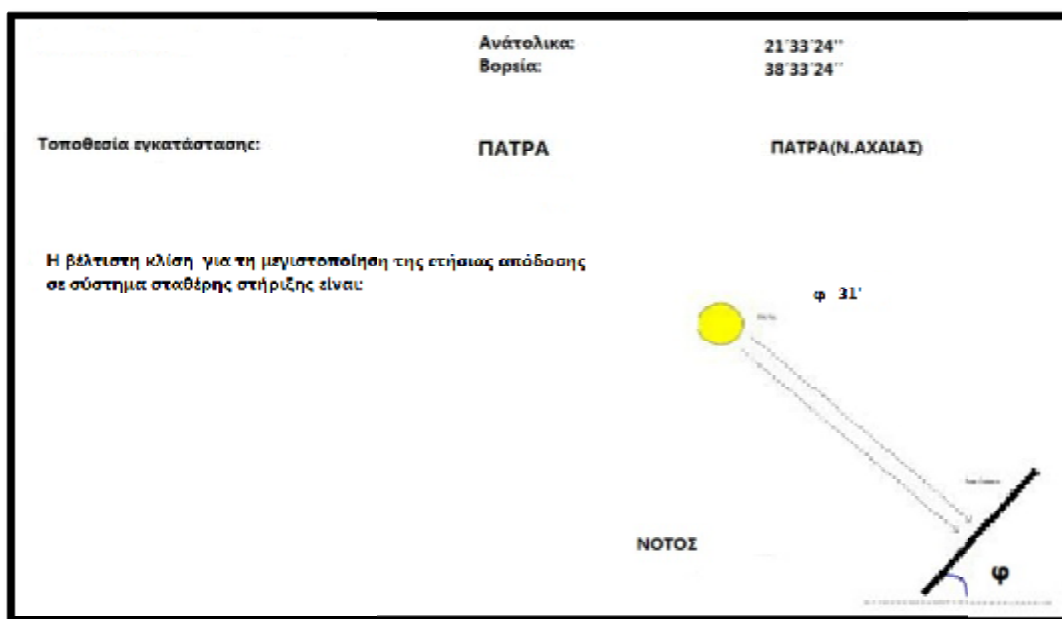 Ανάτολικα: 21΄33΄24''
Βορεία: 38΄33΄24΄΄
Τοποθεσία εγκατάστασης: ΠΑΤΡΑ ΠΑΤΡΑ(Ν.ΑΧΑΙΑΣ)
Η βέλτιστη κλίση για τη μεγιστοποίηση της ετήσιας απόδοσης
σε σύστημα σταθέρης στήριξης είναι:
φ 31'
ΝΟΤΟΣ
φ